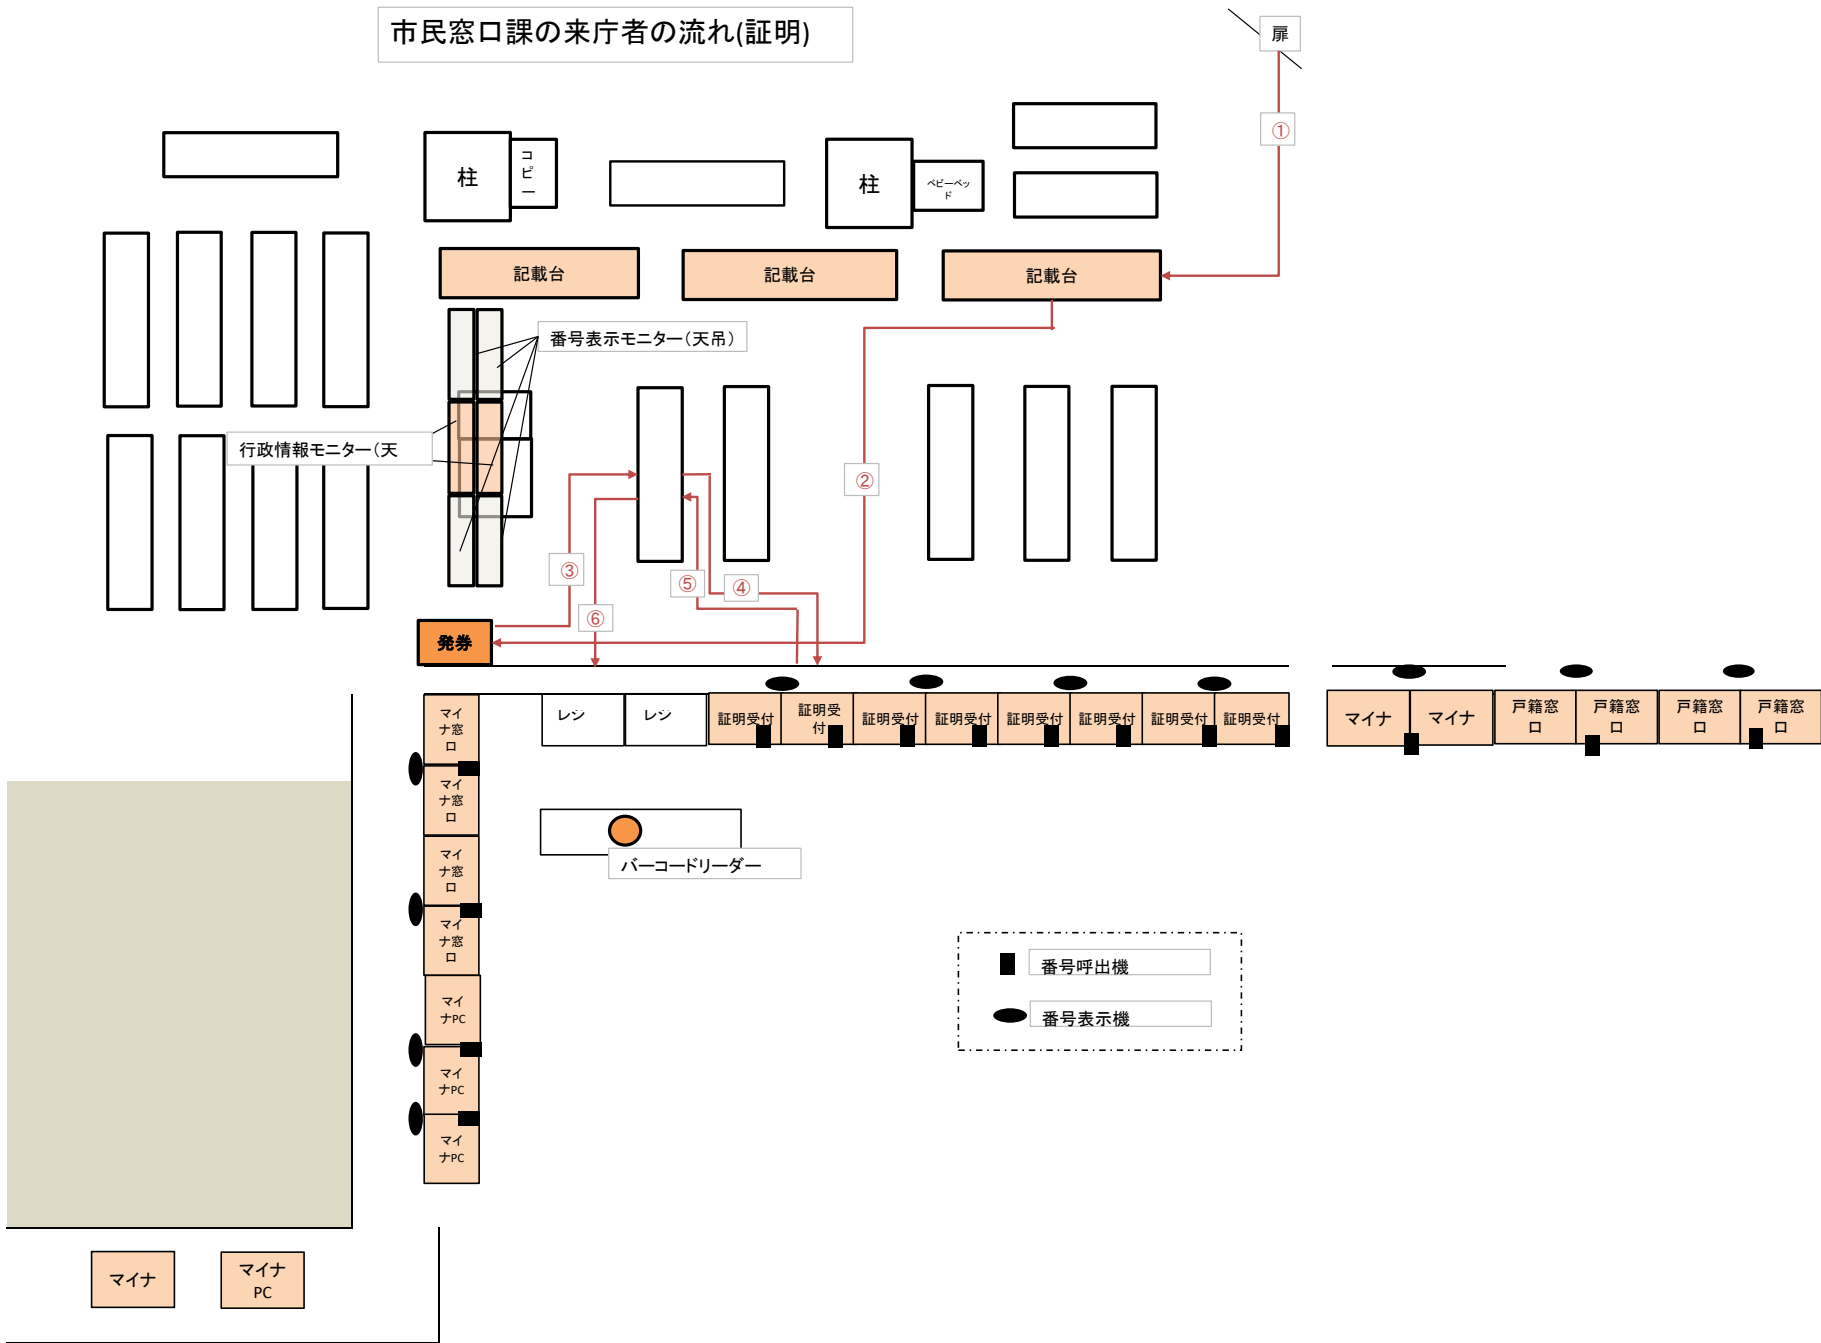 市民窓口課の来庁者の流れ(証明)
扉
①
柱
コ
ピ
ー
柱
ベビーベッ
ド
記載台
記載台
記載台
番号表示モニター（天吊）
行政情報モニター（天
②
③
⑤
④
⑥
発券
レジ
レジ
証明受付
証明受
付
証明受付
証明受付
証明受付
証明受付
証明受付
証明受付
マイナ
マイナ
戸籍窓
口
戸籍窓
口
戸籍窓
口
戸籍窓
口
マイ
ナ窓
口
マイ
ナ窓
口
マイ
ナ窓
口
マイ
ナ窓
口
マイ
ナPC
マイ
ナPC
マイ
ナPC
バーコードリーダー
番号呼出機
番号表示機
マイナ
マイナ
PC